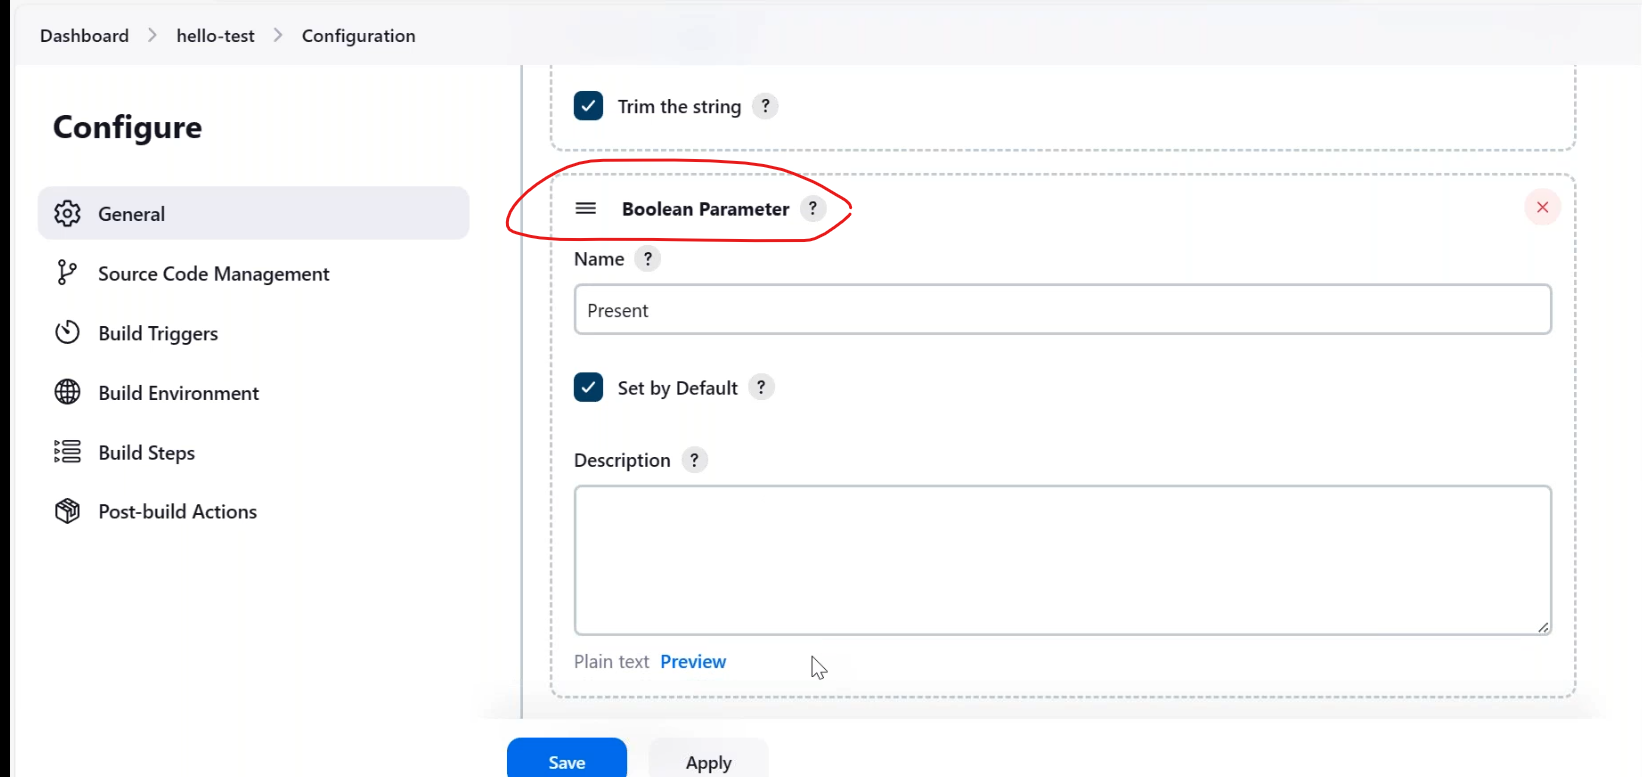 Dashboard > hello-test > Configuration
Configure
General
Source Code Management
Build Triggers
Build Environment
Build Steps
Post-build Actions
Trim the string ?
Boolean Parameter ?
Name ?
Present
Set by Default ?
Description ?
Plain text Preview
Save Apply